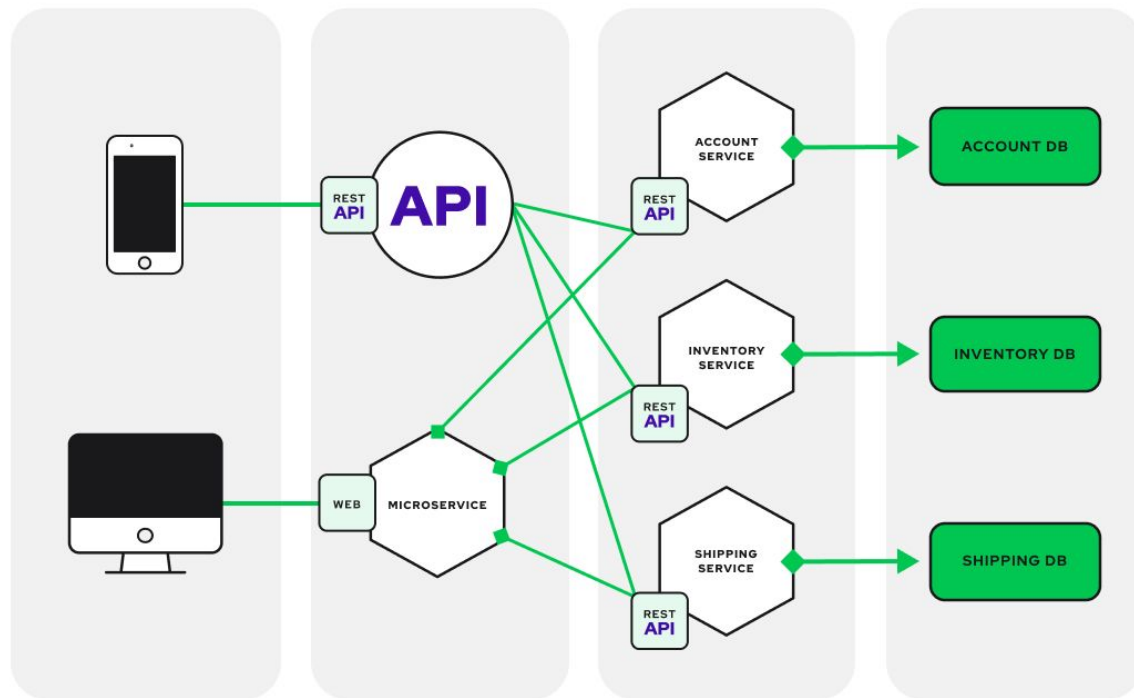 REST
API
API
WEB
MICROSERVICE
ACCOUNT
SERVICE
REST
API
INVENTORY
SERVICE
REST
API
SHIPPING
SERVICE
REST
API
ACCOUNT DB
INVENTORY DB
SHIPPING DB